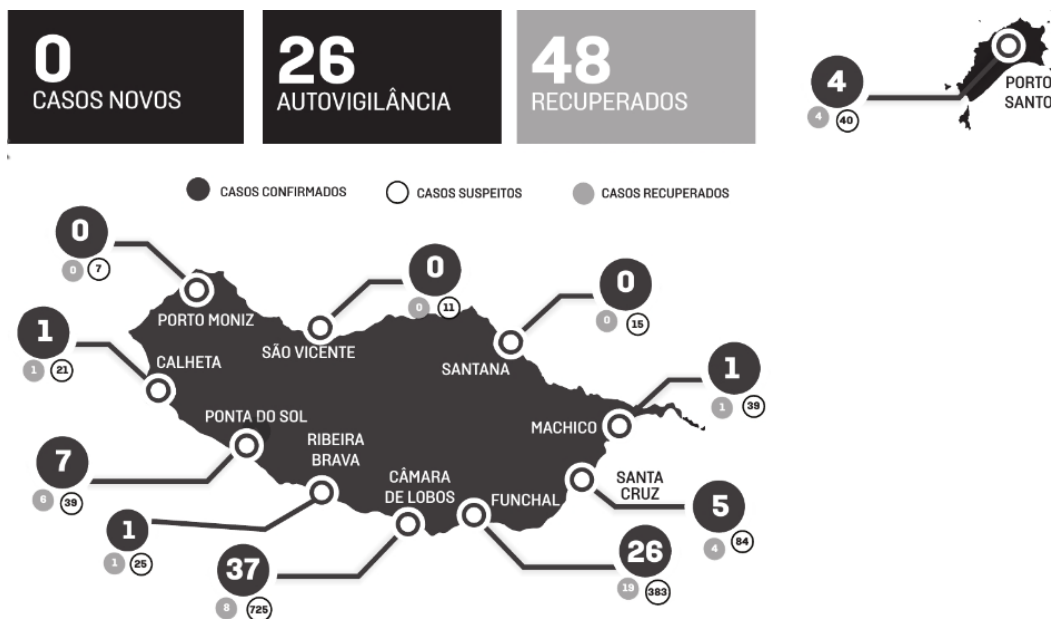 0
CASOS NOVOS
26
AUTOVIGILÂNCIA
48
RECUPERADOS
4
4
40
PORTO
SANTO
CASOS CONFIRMADOS
CASOS SUSPEITOS
CASOS RECUPERADOS
0
0
7
PORTO MONIZ
0
0
11
SÃO VICENTE
0
0
15
SANTANA
1
1
21
CALHETA
1
1
39
MACHICO
7
6
39
PONTA DO SOL
1
1
25
RIBEIRA
BRAVA
37
8
725
CÂMARA
DE LOBOS
26
19
383
FUNCHAL
5
4
84
SANTA
CRUZ